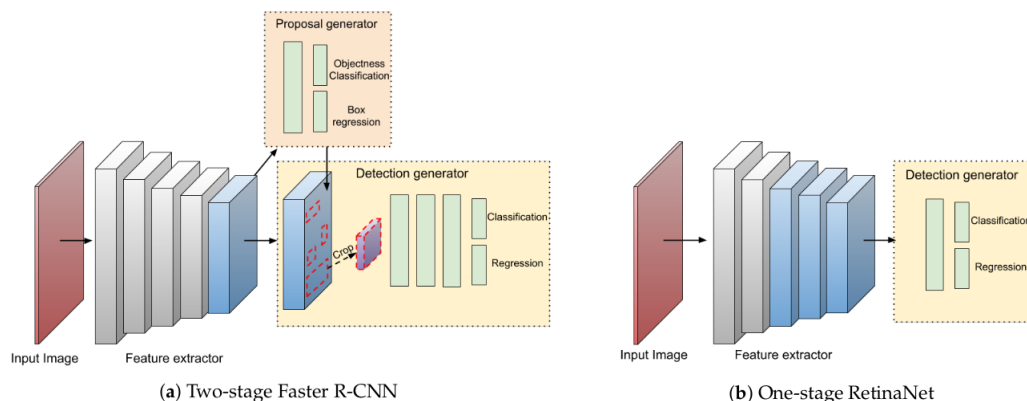 Proposal generator
Objectness
Classification
Box
regression
Detection generator
Crop
Classification
Regression
Input Image
Feature extractor
(a) Two-stage Faster R-CNN
Detection generator
Classification
Regression
Input Image
Feature extractor
(b) One-stage RetinaNet